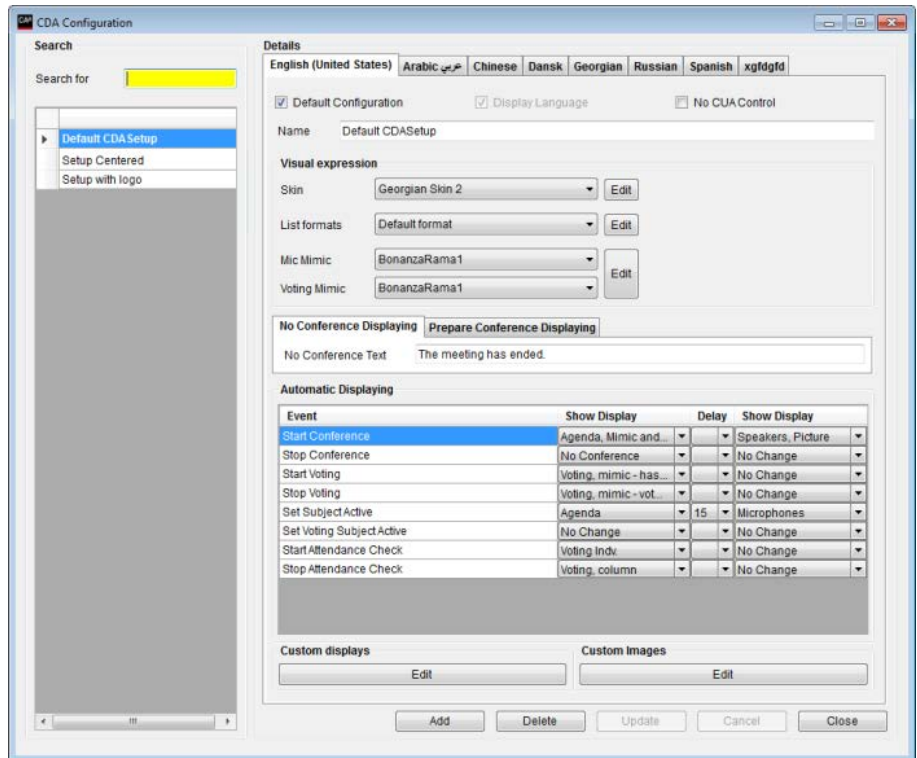 CDA Configuration
Search
Search for
Default CDASetup
Setup Centered
Setup with logo
Details
English (United States) Arabic عربي Chinese Dansk Georgian Russian Spanish xgfdgfd
Default Configuration Display Language No CUA Control
Name Default CDASetup
Visual expression
Skin Georgian Skin 2 Edit
List formats Default format Edit
Mic Mimic BonanzaRama1
Edit
Voting Mimic BonanzaRama1
No Conference Displaying Prepare Conference Displaying
No Conference Text The meeting has ended.
Automatic Displaying
Event Show Display Delay Show Display
Start Conference Agenda, Mimic and... Speakers, Picture
Stop Conference No Conference No Change
Start Voting Voting, mimic - has... No Change
Stop Voting Voting, mimic - vot... No Change
Set Subject Active Agenda 15 Microphones
Set Voting Subject Active No Change No Change
Start Attendance Check Voting Indv. No Change
Stop Attendance Check Voting, column No Change
Custom displays Custom Images
Edit Edit
Add Delete Update Cancel Close